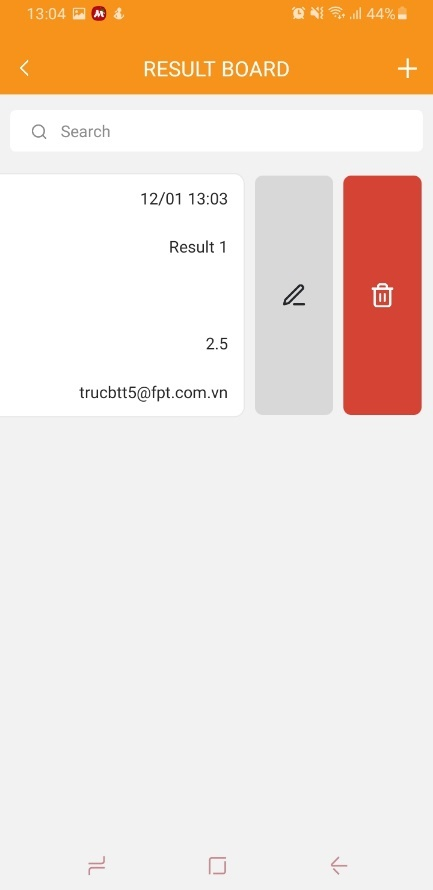 13:04
44%
RESULT BOARD
Search
12/01 13:03
Result 1
2.5
trucbtt5@fpt.com.vn